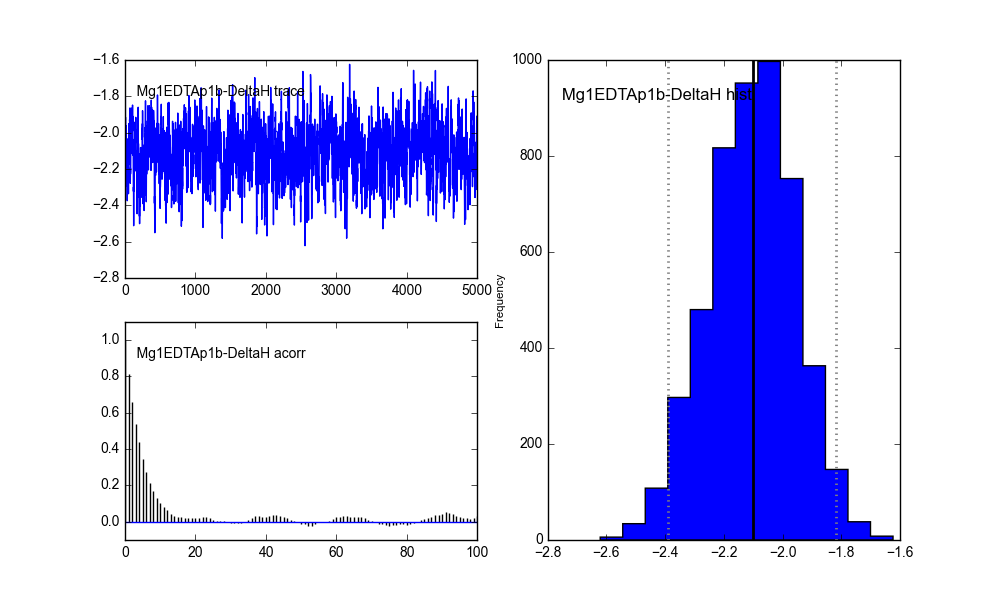 −1.6
−1.8
−2.0
−2.2
−2.4
−2.6
−2.8
Mg1EDTAp1b-DeltaH trace
0 1000 2000 3000 4000 5000
1.0
0.8
0.6
0.4
0.2
0.0
Mg1EDTAp1b-DeltaH acorr
0 20 40 60 80 100
1000
800
600
400
200
0
Frequency
Mg1EDTAp1b-DeltaH hist
−2.8 −2.6 −2.4 −2.2 −2.0 −1.8 −1.6